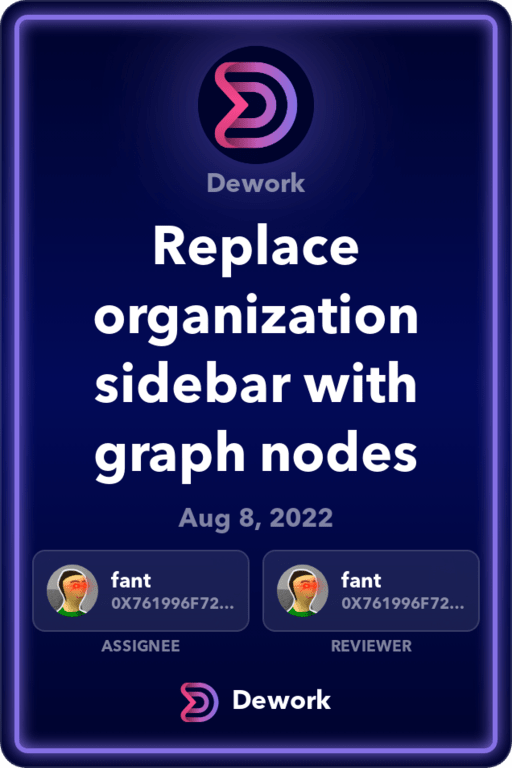 Dework
Replace
organization
sidebar with
graph nodes
Aug 8, 2022
fant
0X761996F72...
ASSIGNEE
fant
0X761996F72...
REVIEWER
Dework